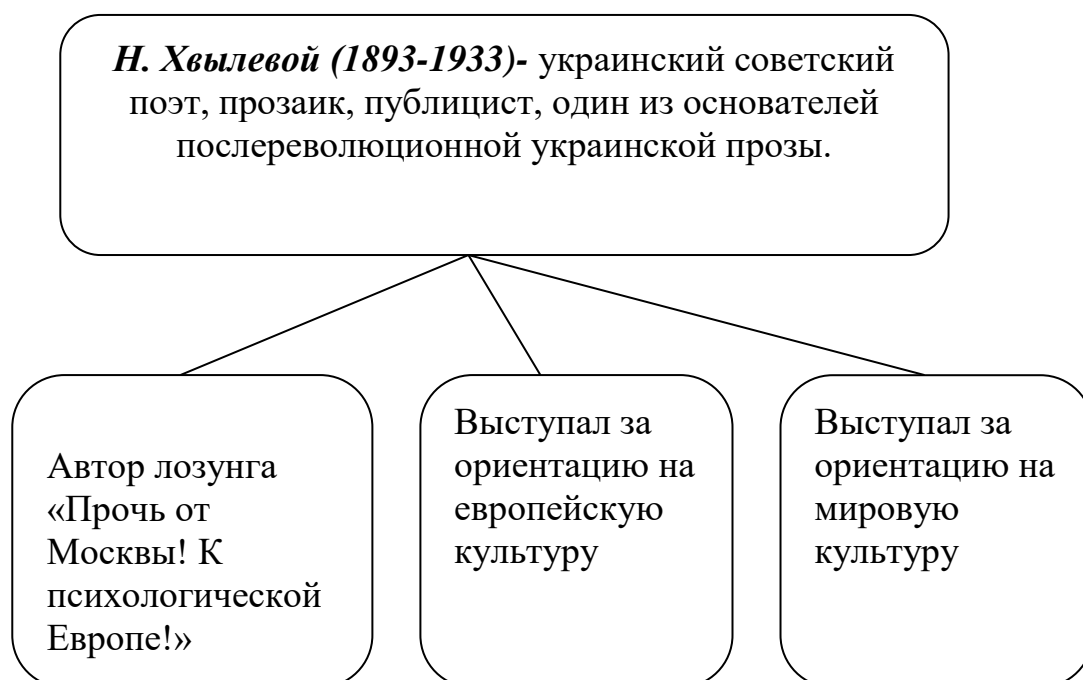 Н. Хвылевой (1893-1933)- украинский советский
поэт, прозаик, публицист, один из основателей
послереволюционной украинской прозы.
Автор лозунга
«Прочь от
Москвы! К
психологической
Европе!»
Выступал за
ориентацию на
европейскую
культуру
Выступал за
ориентацию на
мировую
культуру